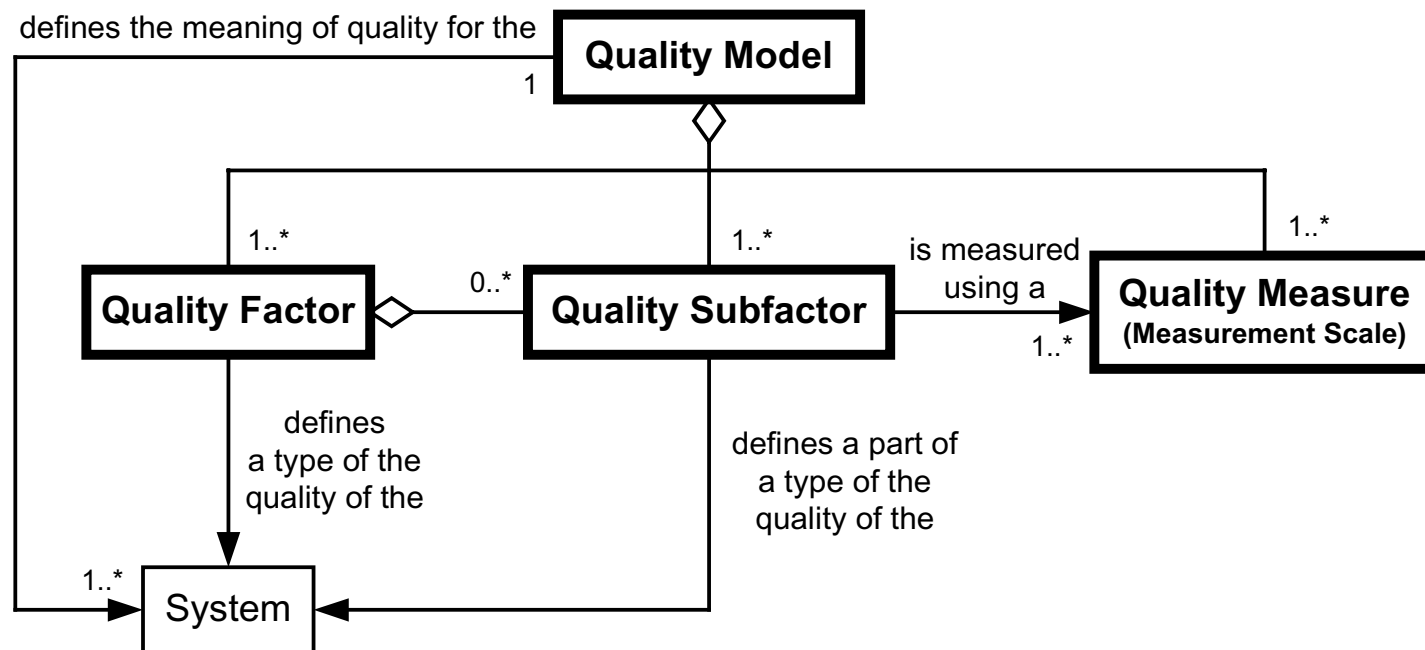 defines the meaning of quality for the
Quality Model
1
1..*
1..*
1..*
is measured
using a
0..*
Quality Factor
Quality Subfactor
Quality Measure
(Measurement Scale)
1..*
defines
a type of the
quality of the
defines a part of
a type of the
quality of the
1..*
System